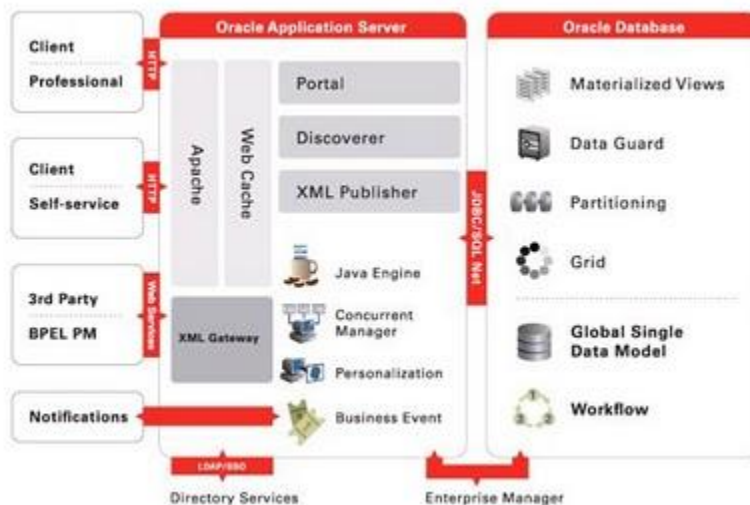 Oracle Application Server
Oracle Database
Client
Professional
HTTP
Client
Self-service
HTTP
3rd Party
BPEL PM
Web Services
Notifications
Apache
Web Cache
Portal
Discoverer
XML Publisher
Java Engine
XML Gateway
Concurrent
Manager
Personalization
Business Event
JDBC/SQL Net
Materialized Views
Data Guard
Partitioning
Grid
Global Single
Data Model
Workflow
LDAP/SSO
Directory Services
Enterprise Manager